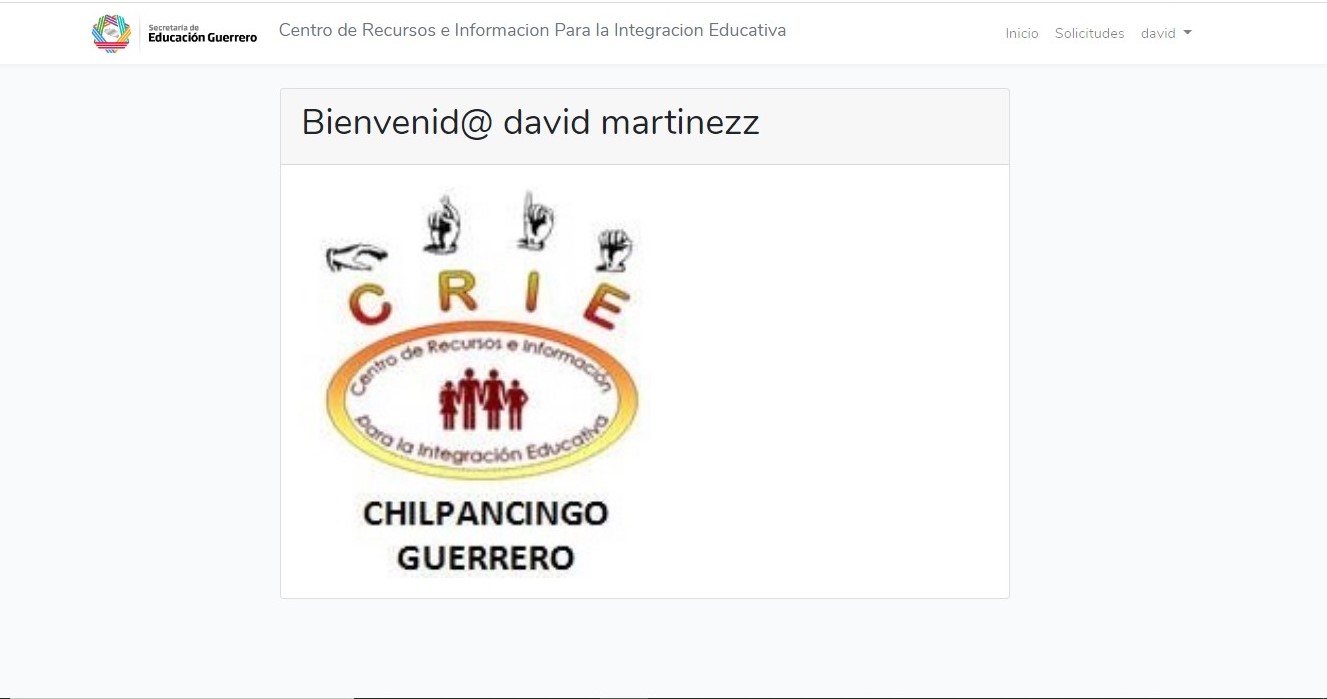 Secretaría de
Educación Guerrero
Centro de Recursos e Informacion Para la Integracion Educativa
Inicio
Solicitudes
david
Bienvenid@ david martinezz
C R I E
Centro de Recursos e Información
para la Integración Educativa
CHILPANCINGO
GUERRERO